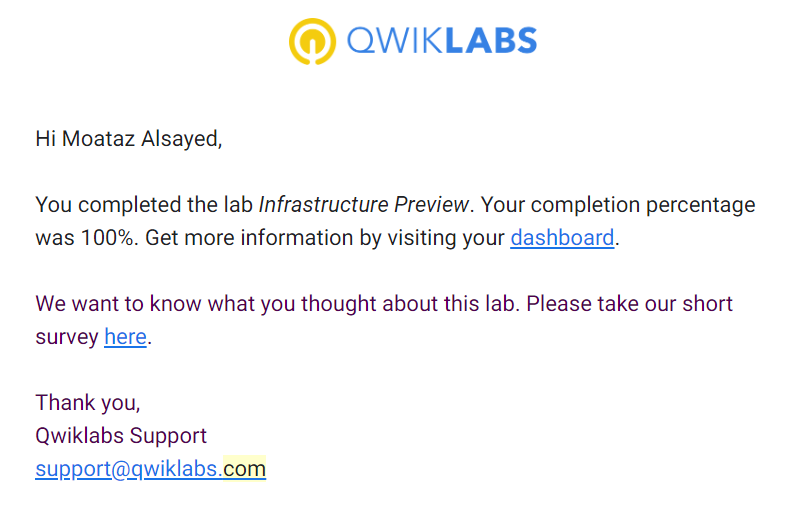 QWIKLABS
Hi Moataz Alsayed,
You completed the lab Infrastructure Preview. Your completion percentage
was 100%. Get more information by visiting your dashboard.
We want to know what you thought about this lab. Please take our short
survey here.
Thank you,
Qwiklabs Support
support@qwiklabs.com